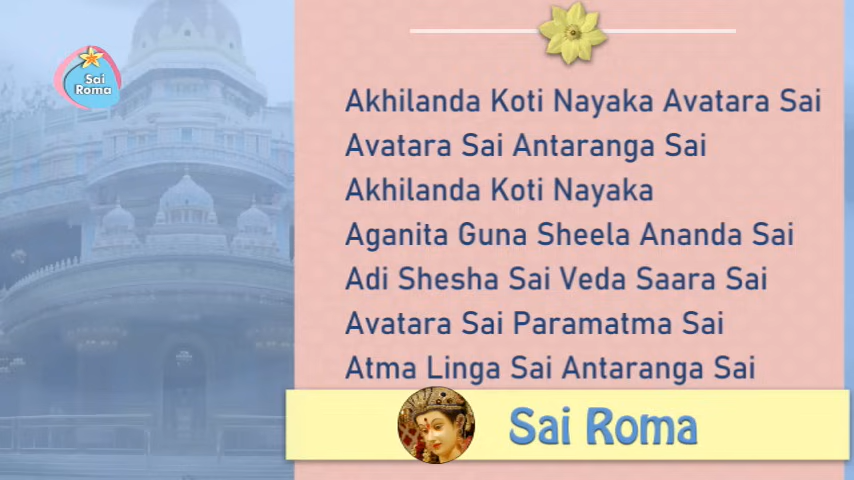 Sai
Roma
Akhilanda Koti Nayaka Avatara Sai
Avatara Sai Antaranga Sai
Akhilanda Koti Nayaka
Aganita Guna Sheela Ananda Sai
Adi Shesha Sai Veda Saara Sai
Avatara Sai Paramatma Sai
Atma Linga Sai Antaranga Sai
Sai Roma